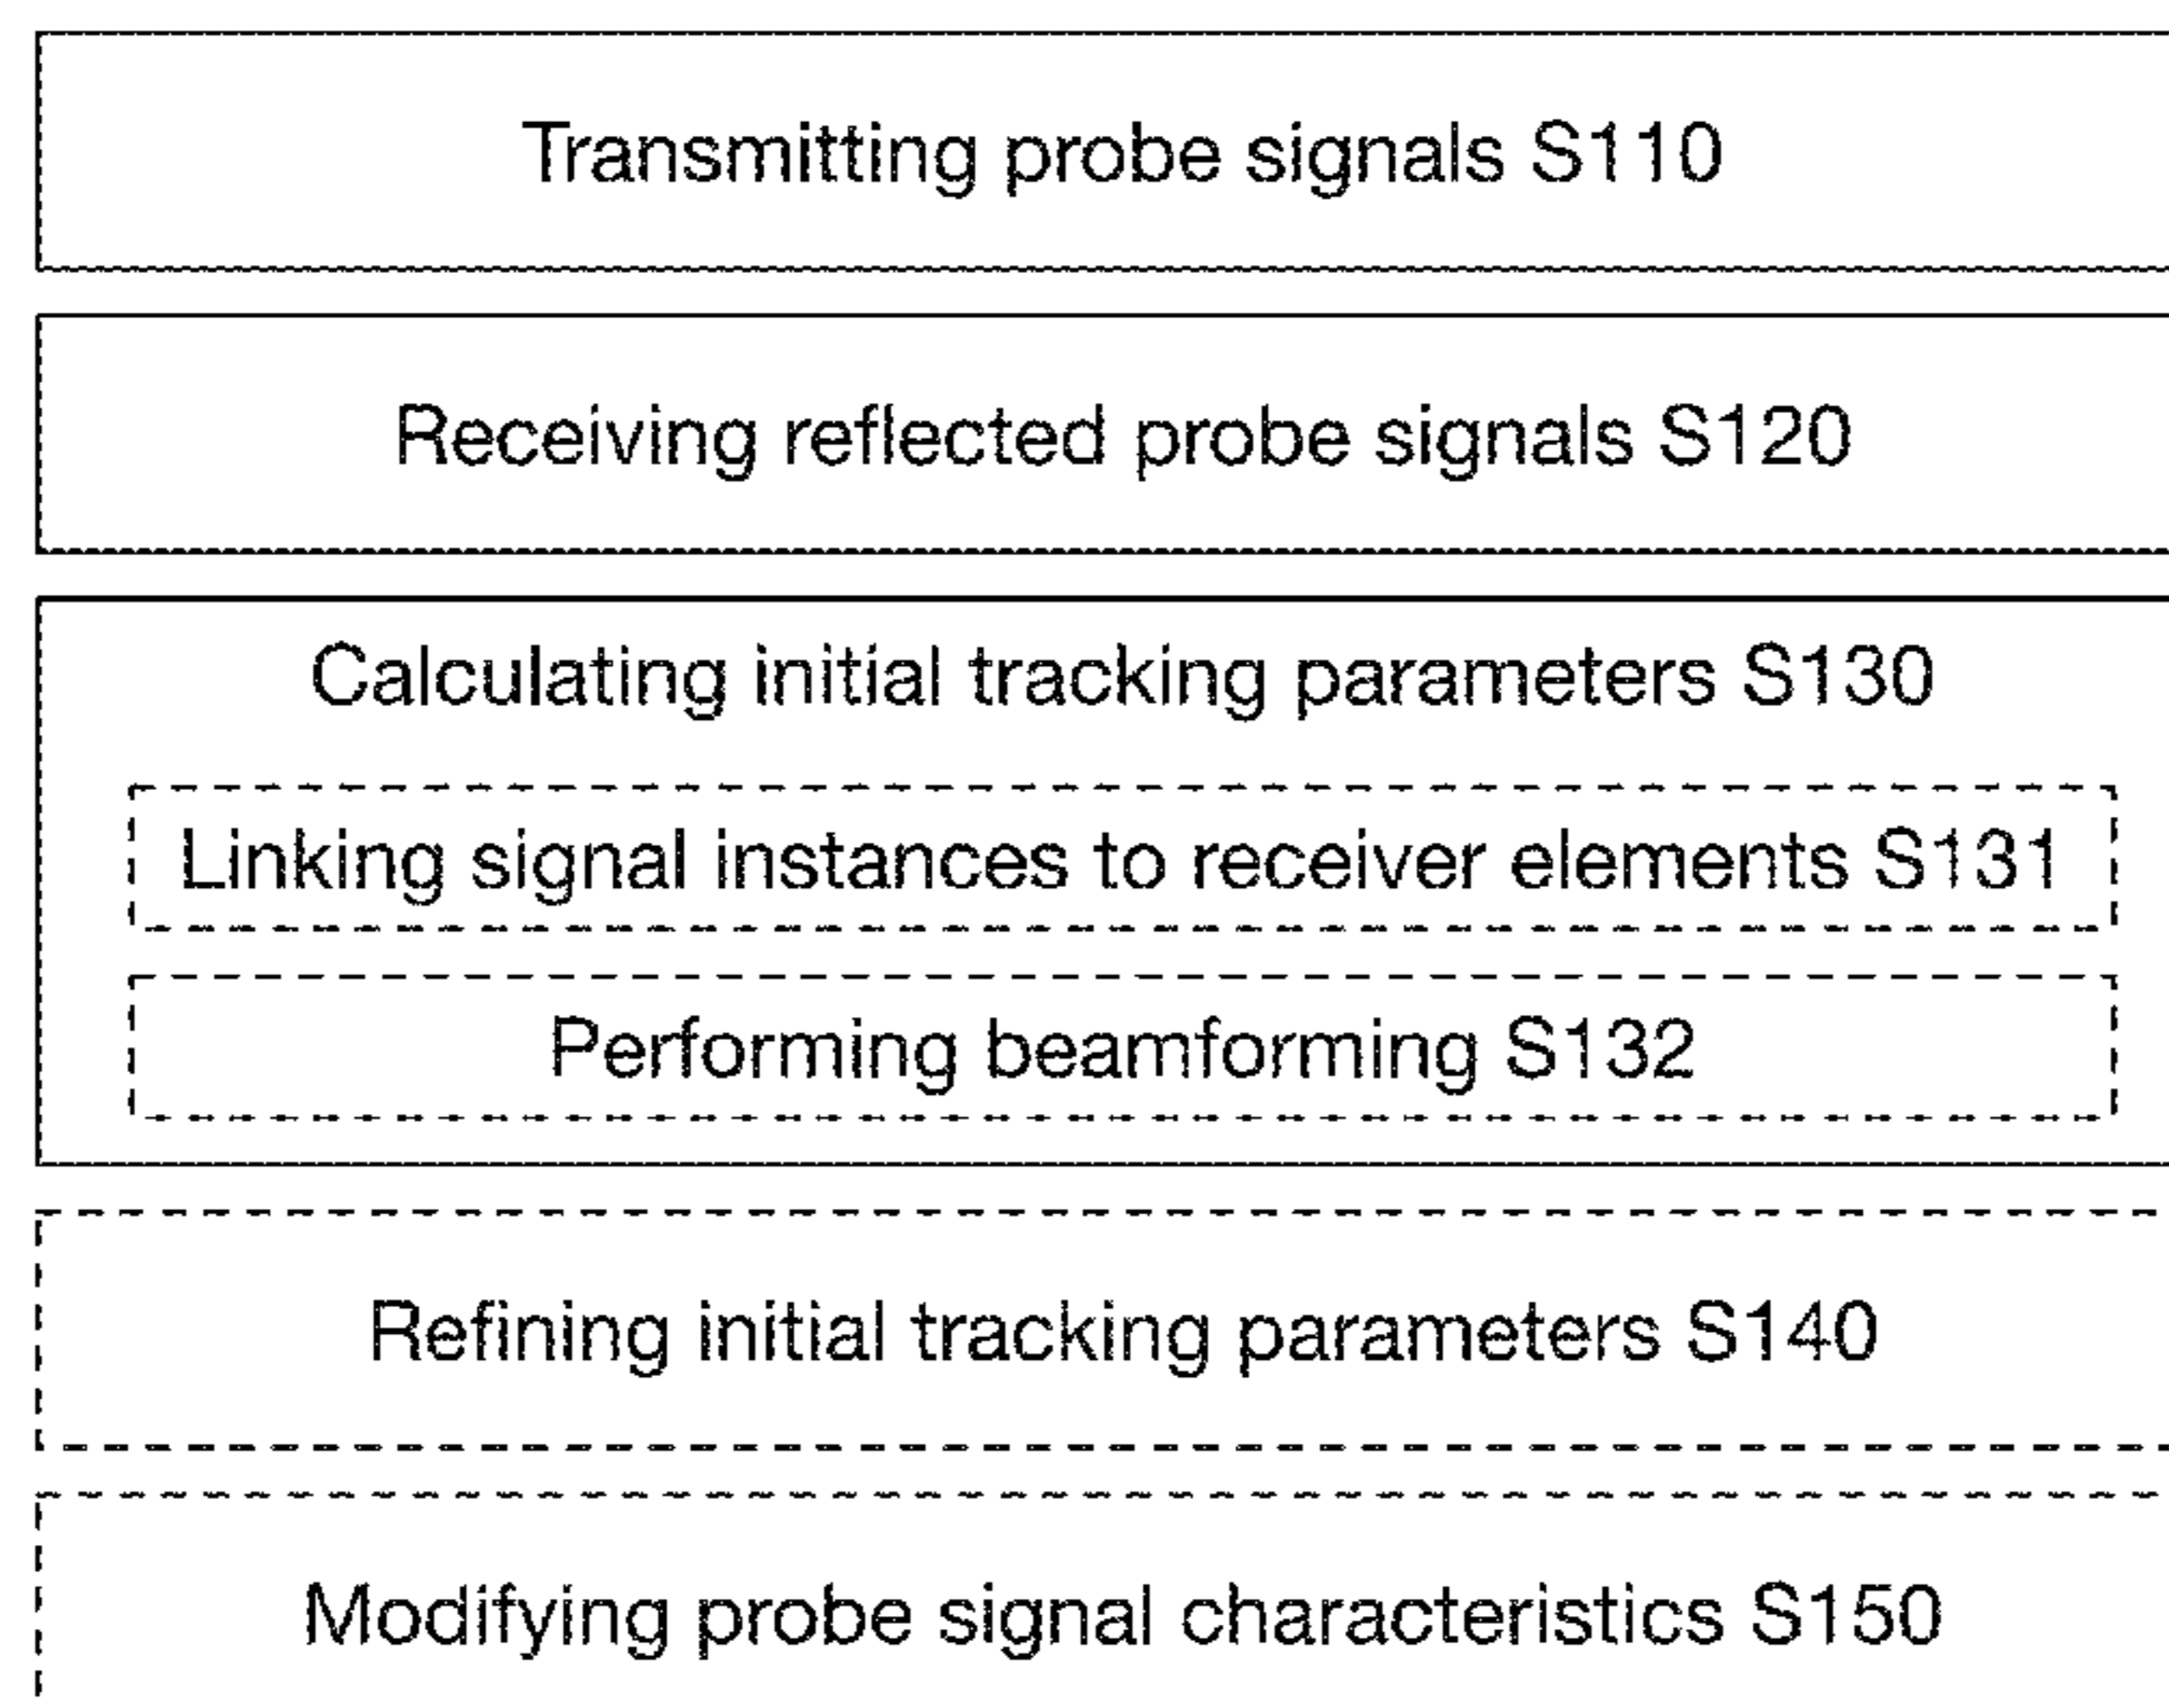 Transmitting probe signals S110
Receiving reflected probe signals S120
Calculating initial tracking parameters S130
Linking signal instances to receiver elements S131
Performing beamforming S132
Refining initial tracking parameters S140
Modifying probe signal characteristics S150